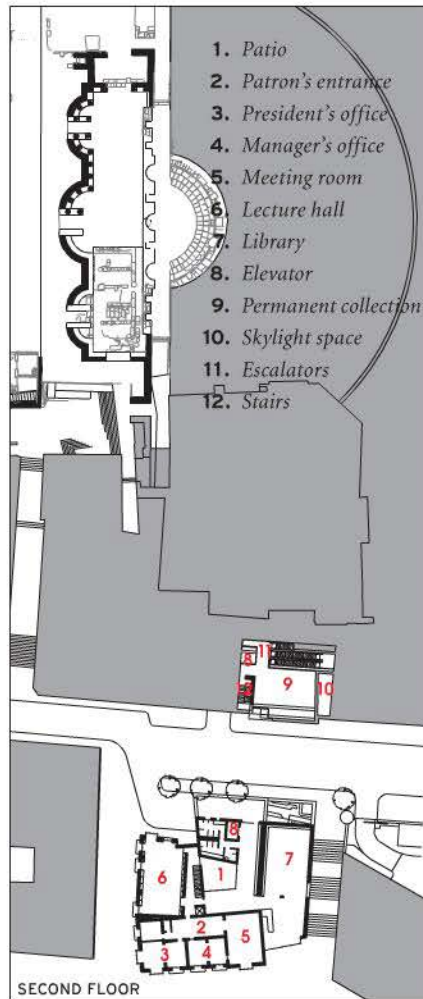 1. Patio
2. Patron's entrance
3. President's office
4. Manager's office
5. Meeting room
6. Lecture hall
7. Library
8. Elevator
9. Permanent collection
10. Skylight space
11. Escalators
12. Stairs
11
8
12
9
10
8
7
6
1
2
5
3
4
SECOND FLOOR